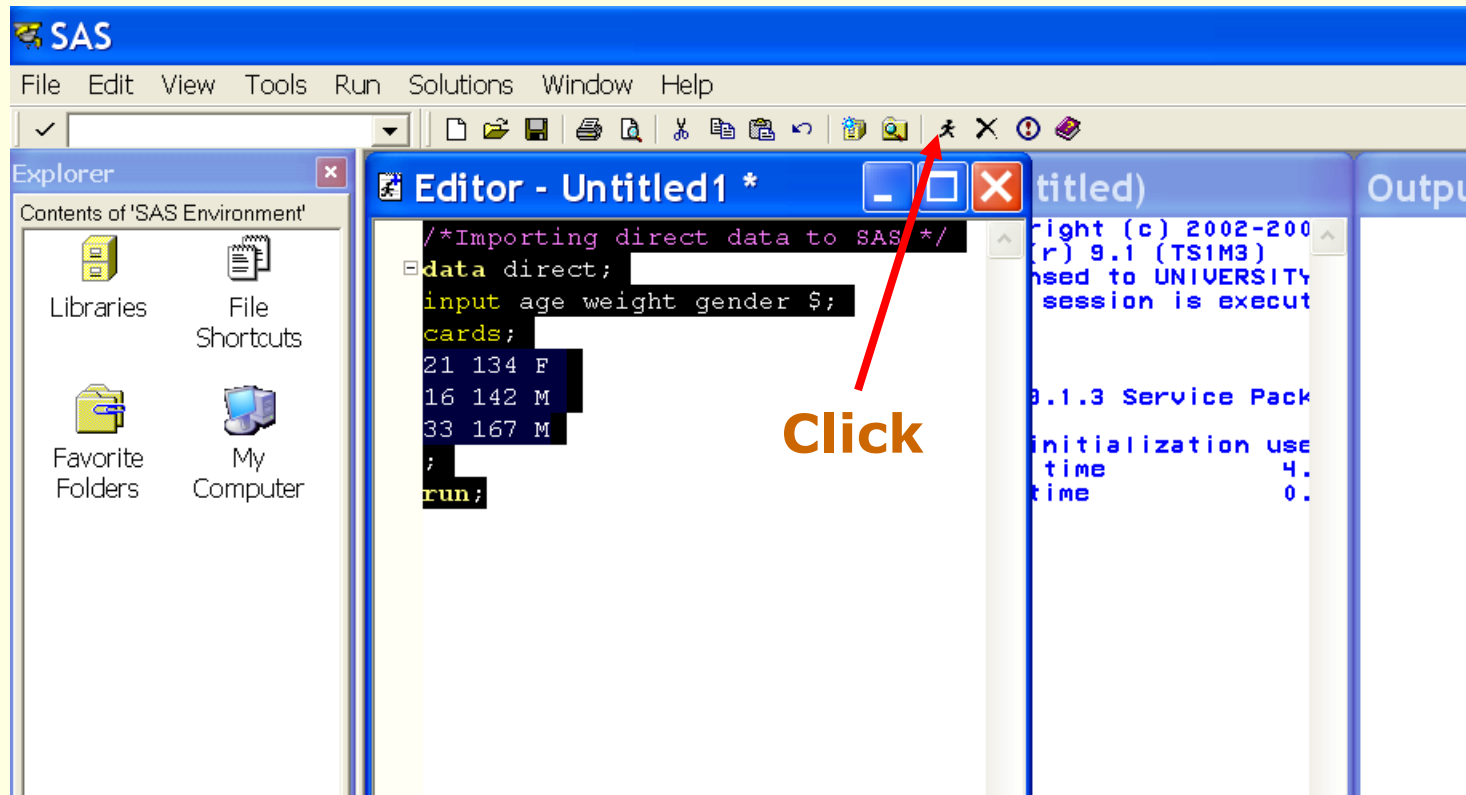 SAS
File Edit View Tools Run Solutions Window Help
Explorer
Contents of 'SAS Environment'
Libraries
File
Shortcuts
Favorite
Folders
My
Computer
Editor - Untitled1 *
/*Importing direct data to SAS */
data direct;
input age weight gender $;
cards;
21 134 F
16 142 M
33 167 M
;
run;
Click
titled)
right (c) 2002-200
(r) 9.1 (TS1M3)
nsed to UNIVERSITY
session is execut
9.1.3 Service Pack
initialization use
time 4.
time 0.
Outpu